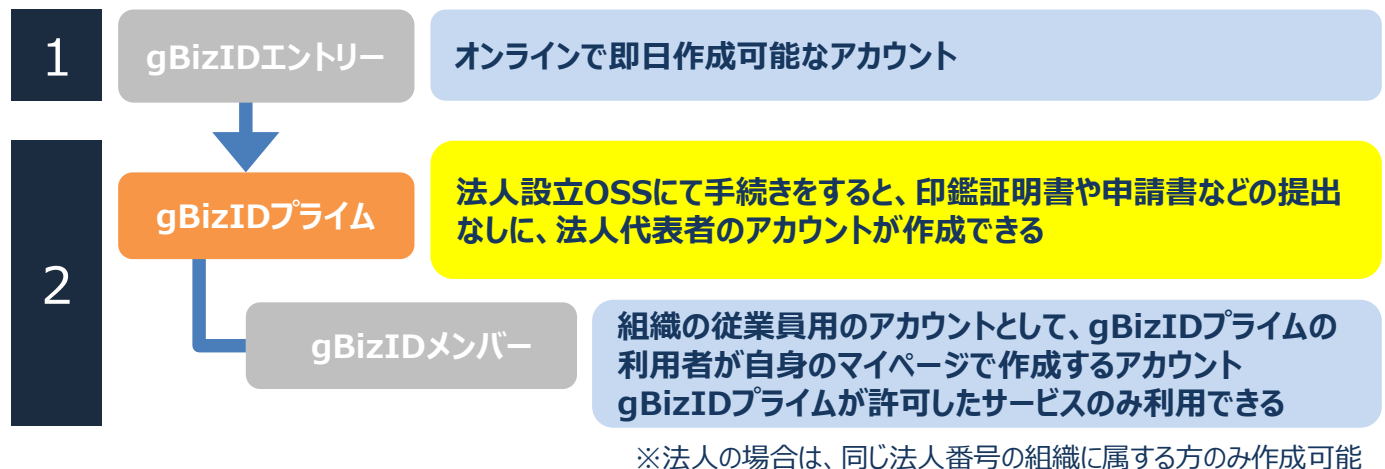 1
gBizIDエントリー
オンラインで即日作成可能なアカウント
2
gBizIDプライム
法人設立OSSにて手続きをすると、印鑑証明書や申請書などの提出
なしに、法人代表者のアカウントが作成できる
gBizIDメンバー
組織の従業員用のアカウントとして、gBizIDプライムの
利用者が自身のマイページで作成するアカウント
gBizIDプライムが許可したサービスのみ利用できる
※法人の場合は、同じ法人番号の組織に属する方のみ作成可能